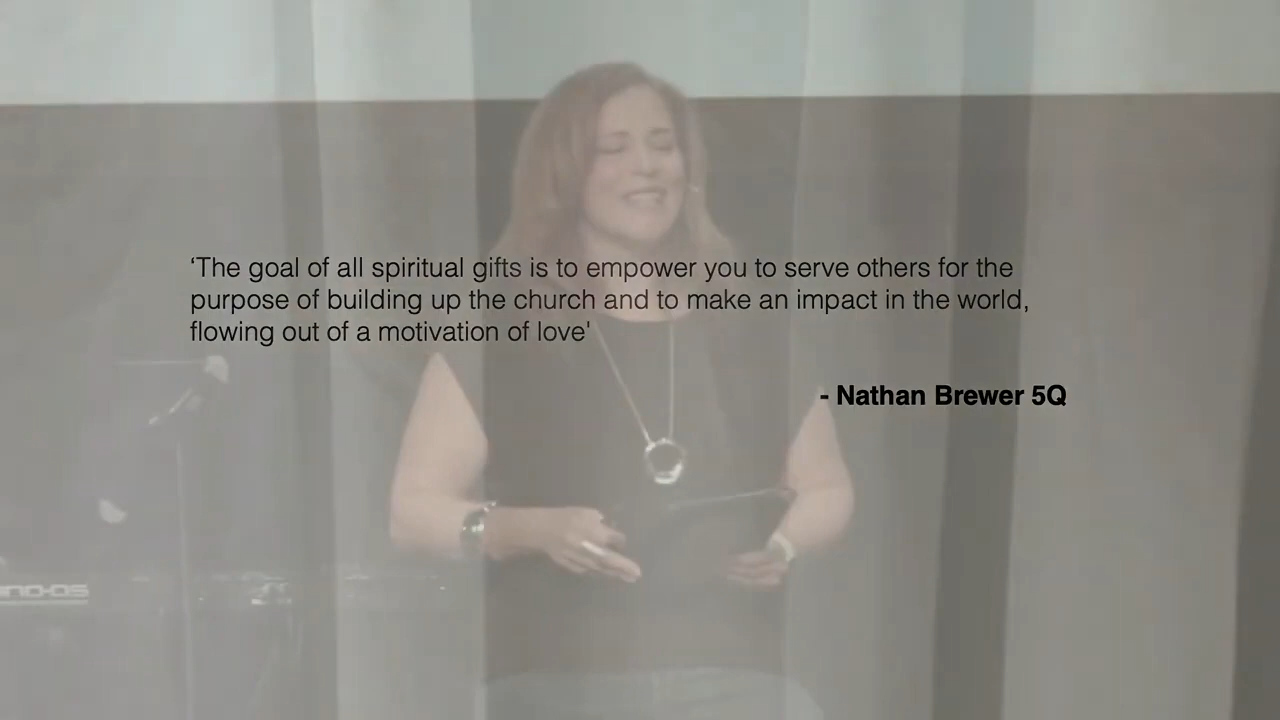 ‘The goal of all spiritual gifts is to empower you to serve others for the
purpose of building up the church and to make an impact in the world,
flowing out of a motivation of love'
- Nathan Brewer 5Q